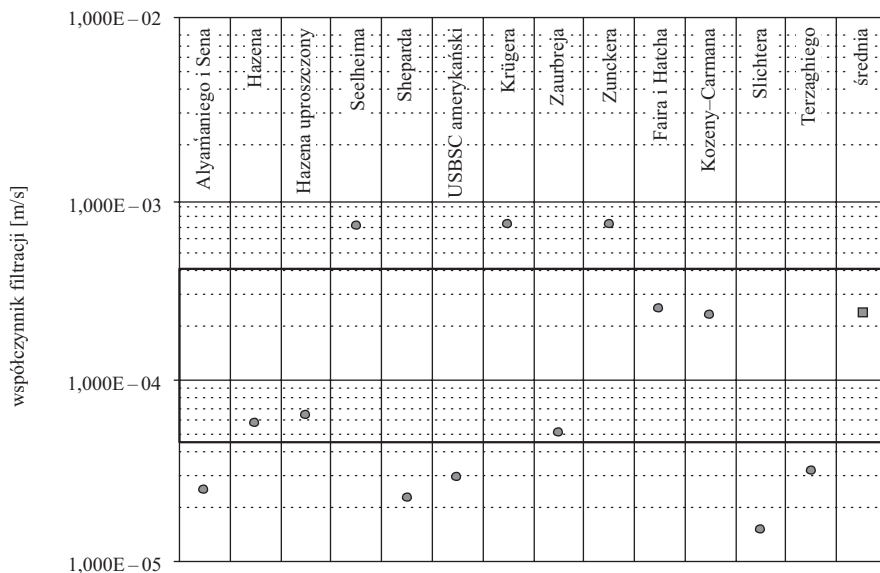 współczynnik filtracji [m/s]
1,000E–02
1,000E–03
1,000E–04
1,000E–05
Alyamaniego i Sena
Hazena
Hazena uproszczony
Seelheima
Sheparda
USBSC amerykański
Krügera
Zaurbreja
Zunckera
Faira i Hatcha
Kozeny–Carmana
Slichtera
Terzaghiego
średnia